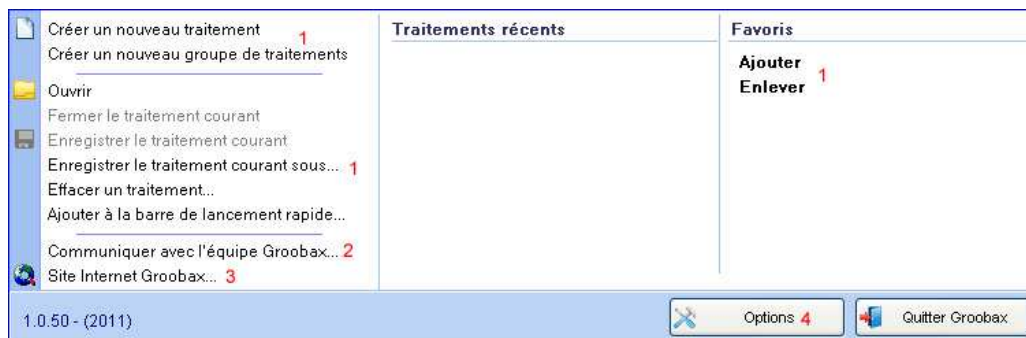 Créer un nouveau traitement
1
Créer un nouveau groupe de traitements
Ouvrir
Fermer le traitement courant
Enregistrer le traitement courant
Enregistrer le traitement courant sous... 1
Effacer un traitement...
Ajouter à la barre de lancement rapide...
Communiquer avec l'équipe Groobax... 2
Site Internet Groobax... 3
Traitements récents
Favoris
Ajouter
1
Enlever
1.0.50 - (2011)
Options 4
Quitter Groobax